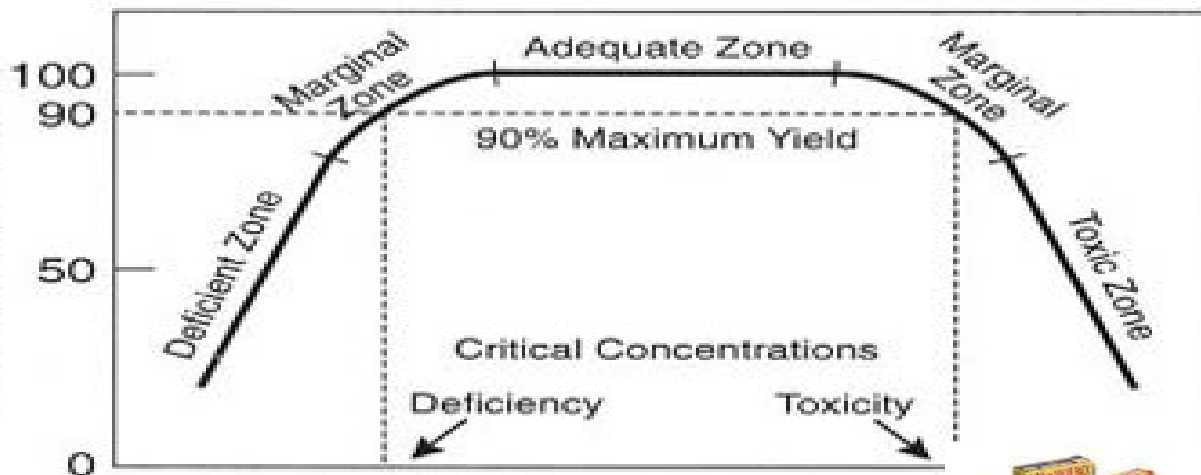 Adequate Zone
Marginal
Zone
Marginal
Zone
100
90
90% Maximum Yield
Deficient Zone
Toxic Zone
50
Critical Concentrations
Deficiency
Toxicity
0